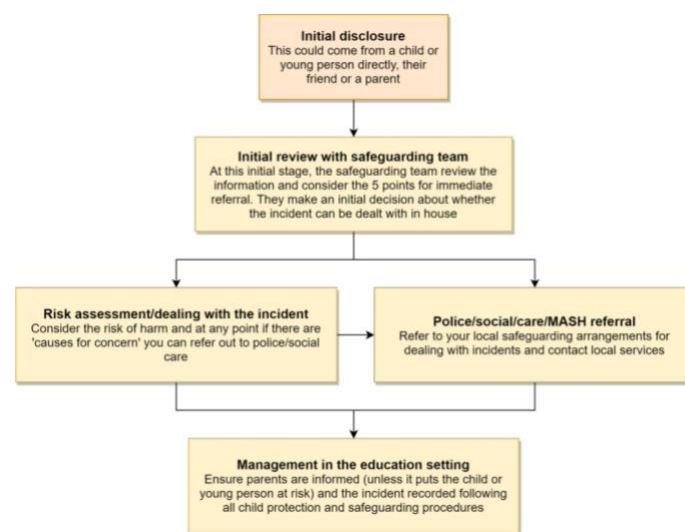 Initial disclosure
This could come from a child or
young person directly, their
friend or a parent
Initial review with safeguarding team
At this initial stage, the safeguarding team review the
information and consider the 5 points for immediate
referral. They make an initial decision about whether
the incident can be dealt with in house
Risk assessment/dealing with the incident
Consider the risk of harm and at any point if there are
'causes for concern' you can refer out to police/social
care
Police/social/care/MASH referral
Refer to your local safeguarding arrangements for
dealing with incidents and contact local services
Management in the education setting
Ensure parents are informed (unless it puts the child or
young person at risk) and the incident recorded following
all child protection and safeguarding procedures